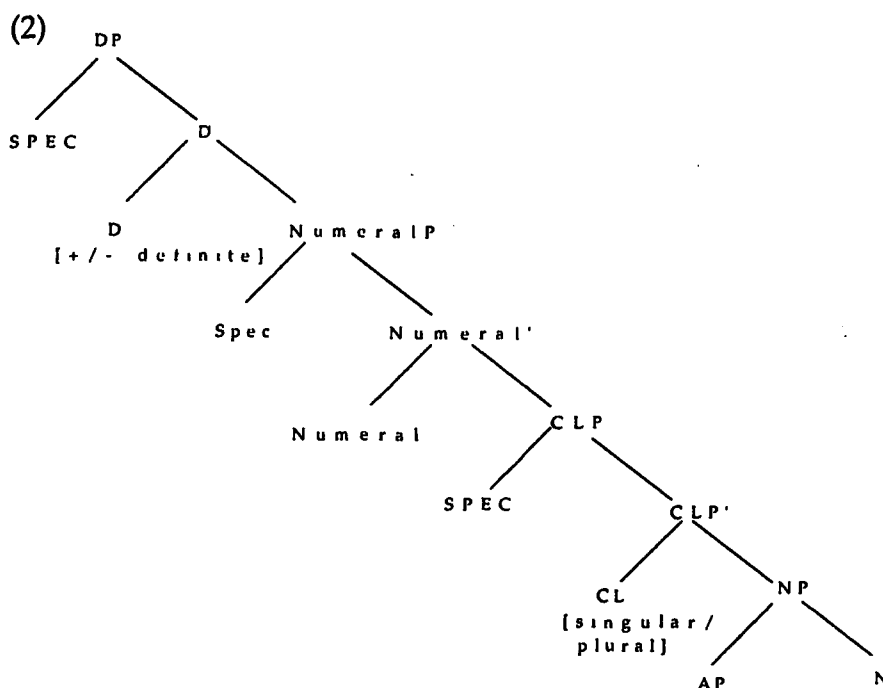 (2)
DP
SPEC
D
D
[+/- definite]
NumeralP
Spec
Numeral'
Numeral
CLP
SPEC
CLP'
CL
[singular/
plural]
NP
AP
N